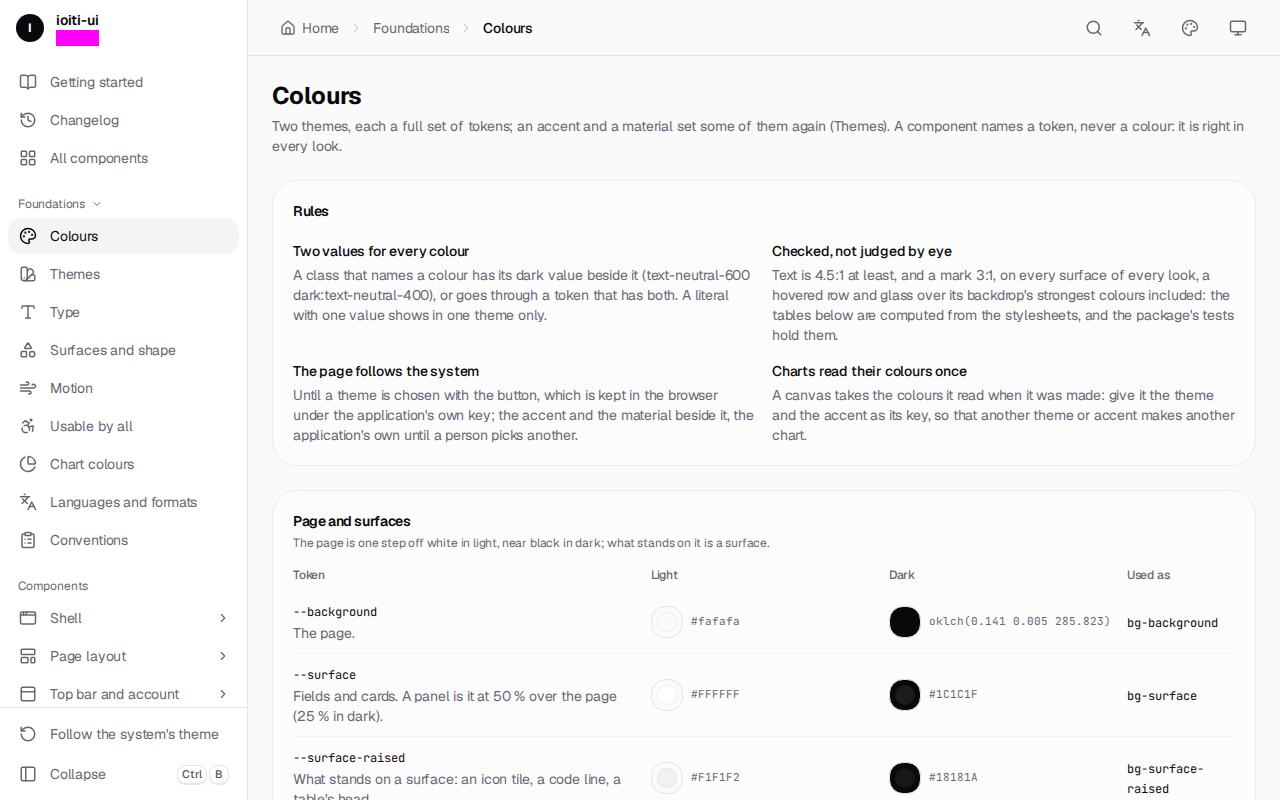 I
ioiti-ui
Getting started
Changelog
All components
Foundations
Colours
Themes
Type
Surfaces and shape
Motion
Usable by all
Chart colours
Languages and formats
Conventions
Components
Shell
Page layout
Top bar and account
Follow the system's theme
Collapse Ctrl B
Home Foundations Colours
Colours
Two themes, each a full set of tokens; an accent and a material set some of them again (Themes). A component names a token, never a colour: it is right in
every look.
Rules
Two values for every colour
A class that names a colour has its dark value beside it (text-neutral-600
dark:text-neutral-400), or goes through a token that has both. A literal
with one value shows in one theme only.
Checked, not judged by eye
Text is 4.5:1 at least, and a mark 3:1, on every surface of every look, a
hovered row and glass over its backdrop's strongest colours included: the
tables below are computed from the stylesheets, and the package's tests
hold them.
The page follows the system
Until a theme is chosen with the button, which is kept in the browser
under the application's own key; the accent and the material beside it, the
application's own until a person picks another.
Charts read their colours once
A canvas takes the colours it read when it was made: give it the theme
and the accent as its key, so that another theme or accent makes another
chart.
Page and surfaces
The page is one step off white in light, near black in dark; what stands on it is a surface.
Token Light Dark Used as
--background
The page.
#fafafa
oklch(0.141 0.005 285.823)
bg-background
--surface
Fields and cards. A panel is it at 50 % over the page
(25 % in dark).
#FFFFFF
#1C1C1F
bg-surface
--surface-raised
What stands on a surface: an icon tile, a code line, a
table's head.
#F1F1F2
#18181A
bg-surface-
raised